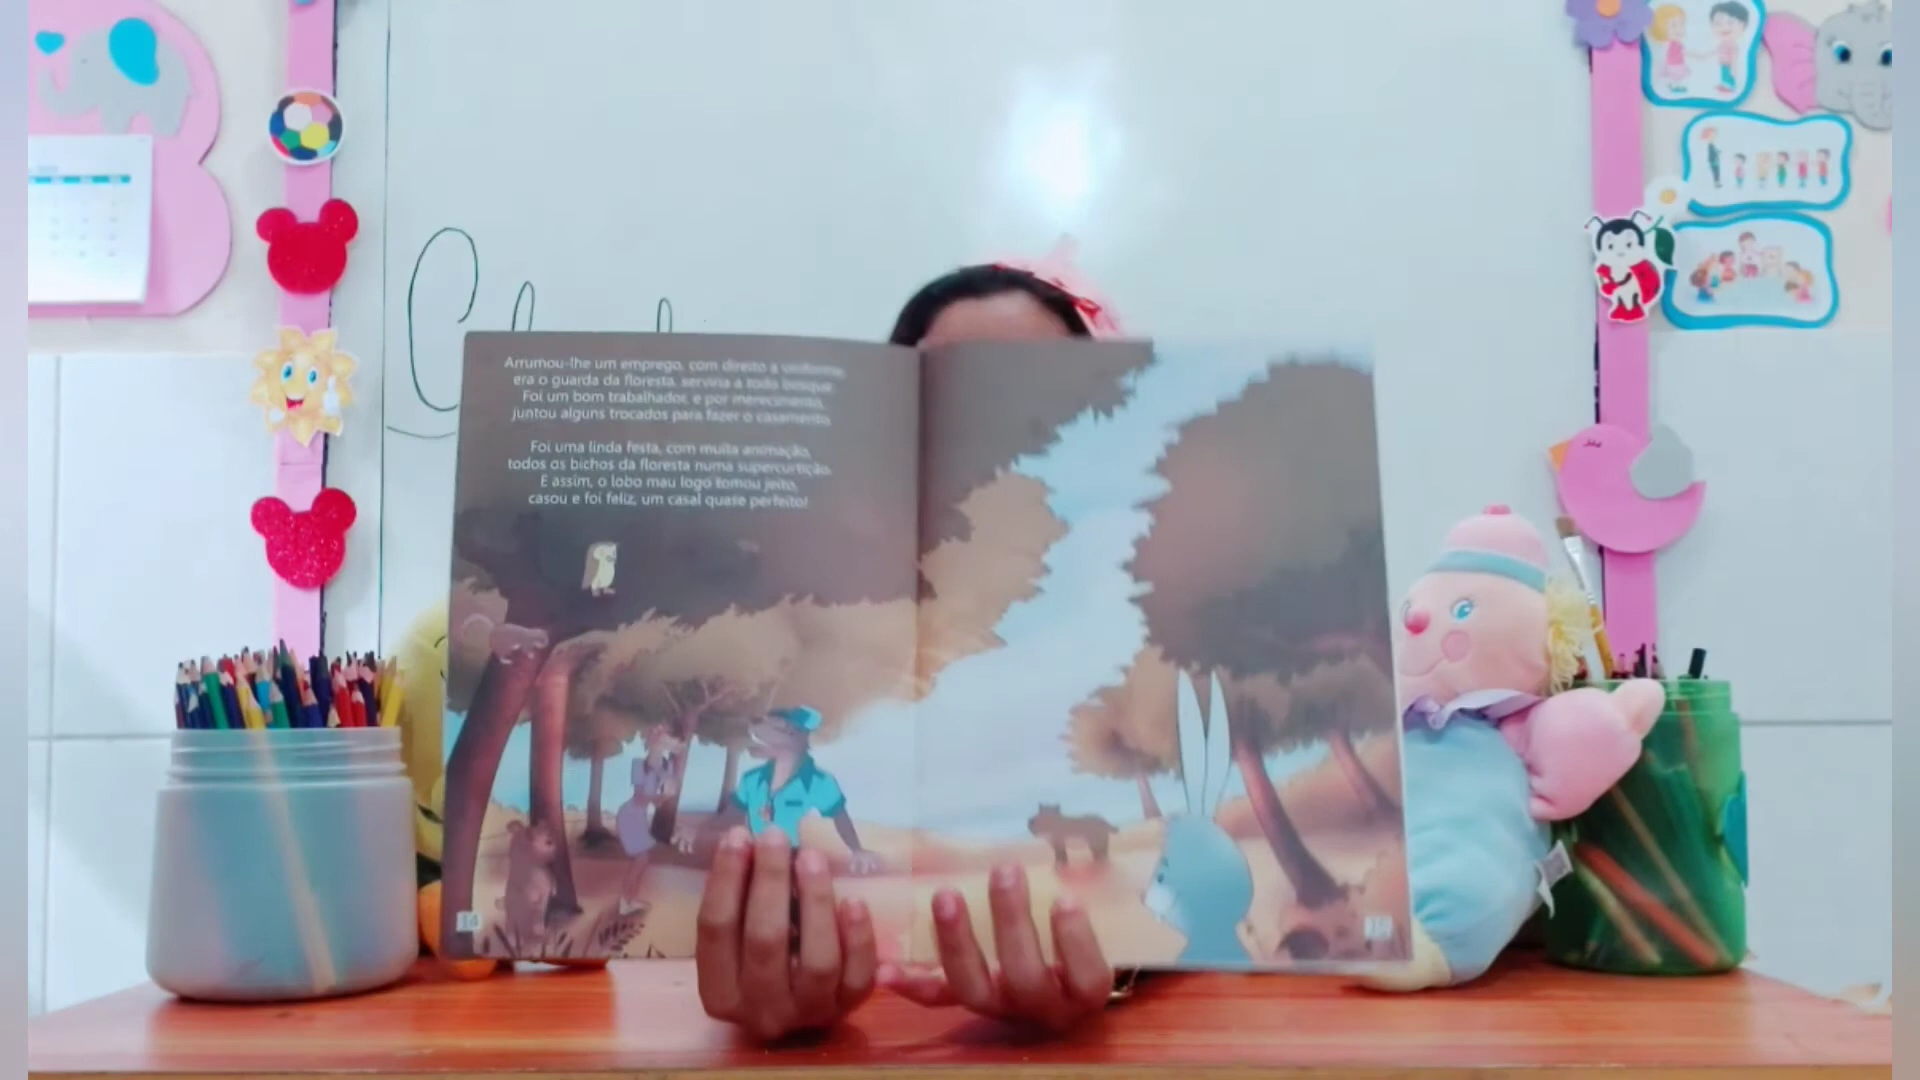 Arrumou-lhe um emprego, com direito a uniforme,
era o guarda da floresta, serviria a todo bosque.
Foi um bom trabalhador, e por merecimento,
juntou alguns trocados para fazer o casamento.
Foi uma linda festa, com muita animação,
todos os bichos da floresta numa supercurtição.
E assim, o lobo mau logo tomou jeito,
casou e foi feliz, um casal quase perfeito!
14